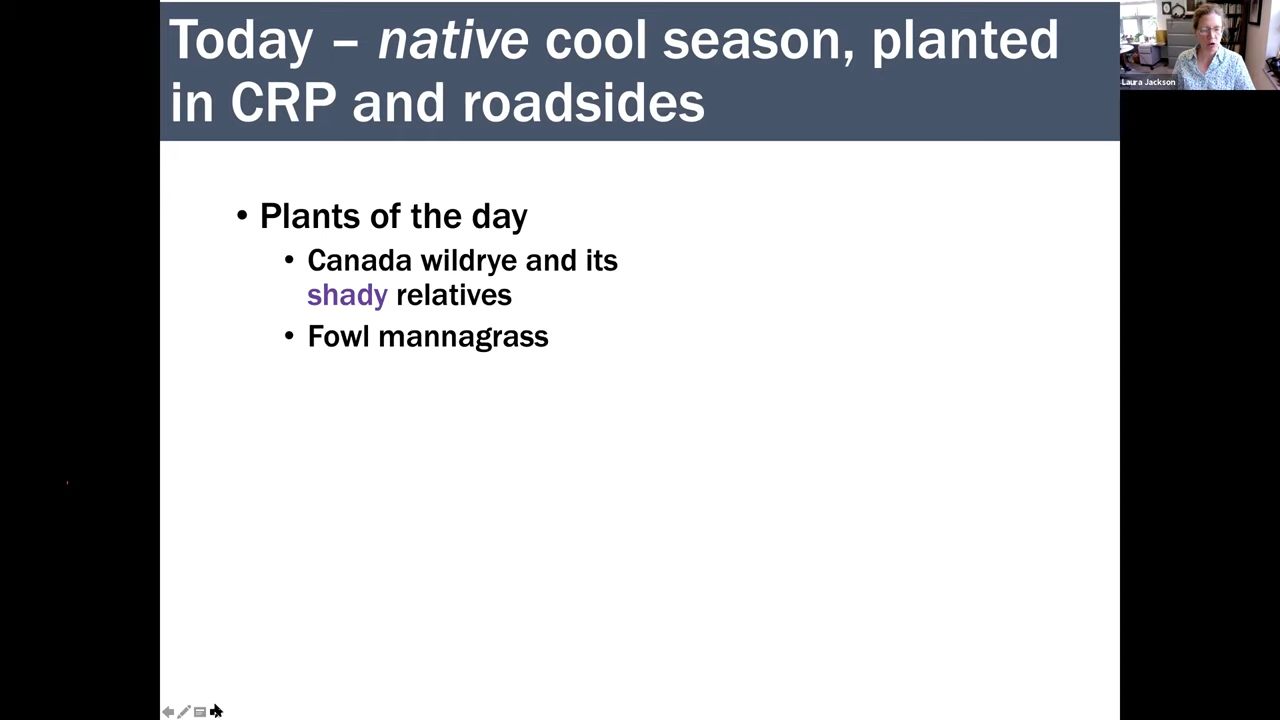 Today – native cool season, planted
in CRP and roadsides
Laura Jackson
• Plants of the day
• Canada wildrye and its
shady relatives
• Fowl mannagrass